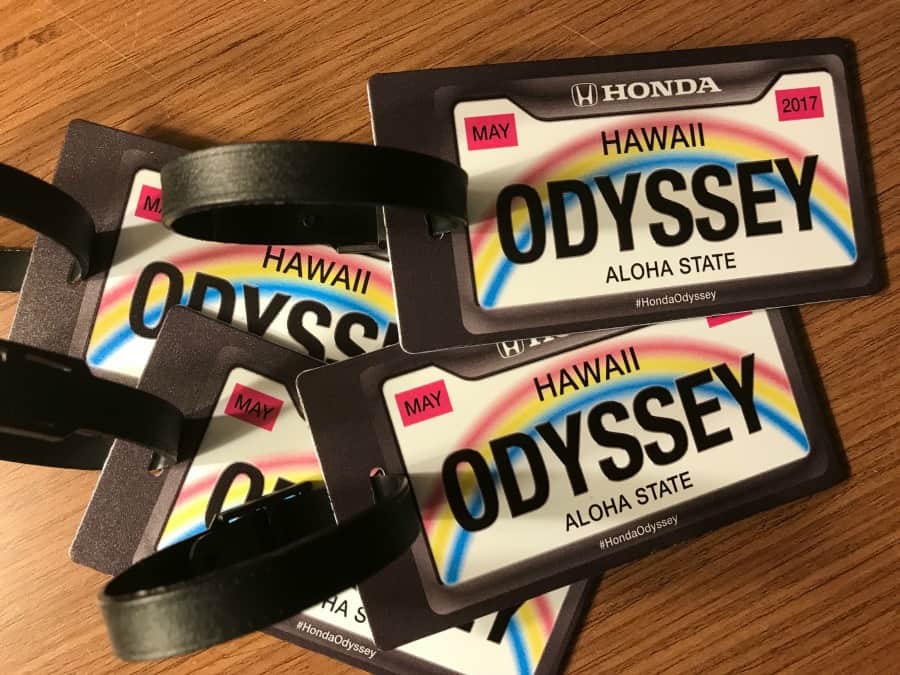 HONDA
MAY 2017
HAWAII
ODYSSEY
ALOHA STATE
#HondaOdyssey
MAY
HAWAII
ODYSSEY
ALOHA STATE
#HondaOdyssey
HAWAII
MAY
#HondaOdyssey